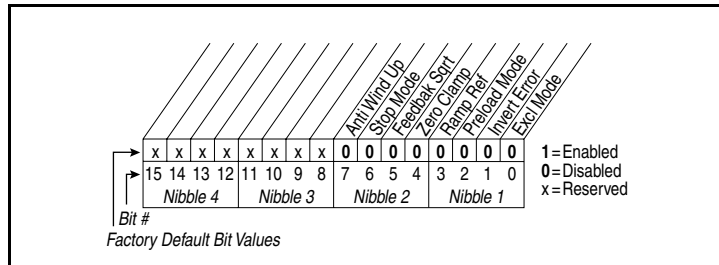 Anti Wind Up
Stop Mode
Feedbak Sqrt
Zero Clamp
Ramp Ref
Preload Mode
Invert Error
Excl Mode
x x x x x x x x 0 0 0 0 0 0 0 0
15 14 13 12 11 10 9 8 7 6 5 4 3 2 1 0
Nibble 4 Nibble 3 Nibble 2 Nibble 1
1=Enabled
0=Disabled
x=Reserved
Bit #
Factory Default Bit Values